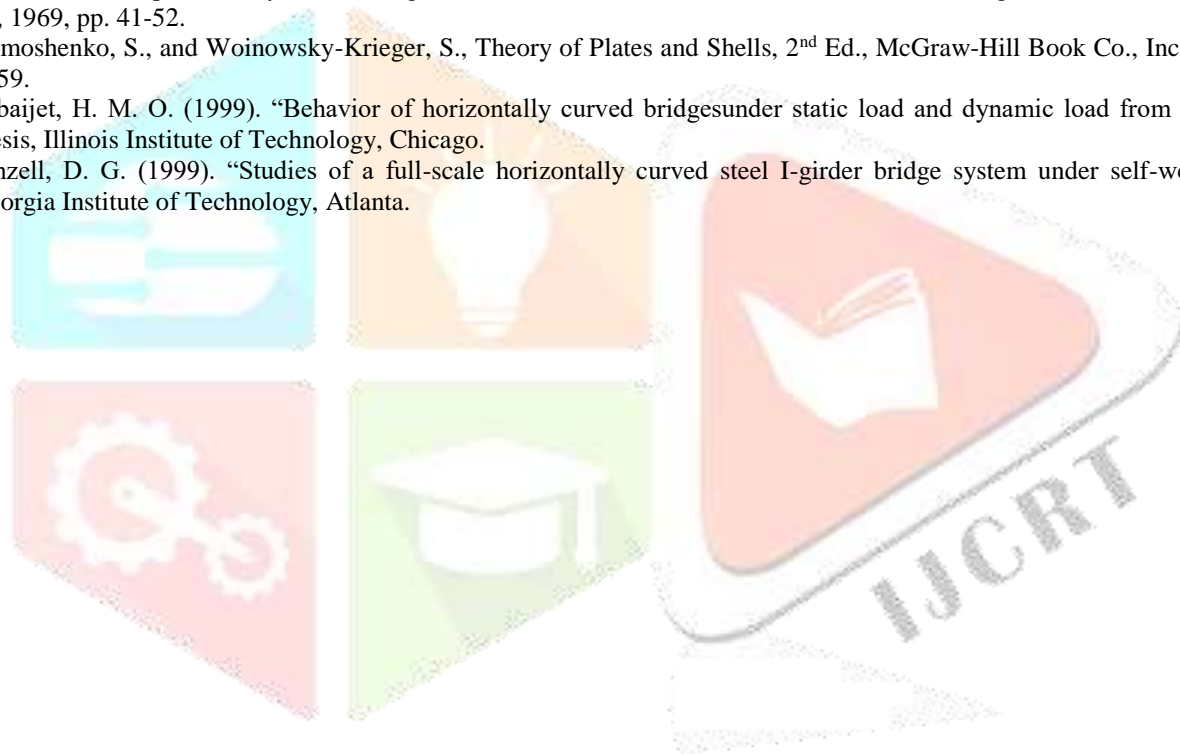 , 1969, pp. 41-52.
moshenko, S., and Woinowsky-Krieger, S., Theory of Plates and Shells, 2nd Ed., McGraw-Hill Book Co., Inc
59.
baijet, H. M. O. (1999). “Behavior of horizontally curved bridgesunder static load and dynamic load from
esis, Illinois Institute of Technology, Chicago.
nzell, D. G. (1999). “Studies of a full-scale horizontally curved steel I-girder bridge system under self-we
orgia Institute of Technology, Atlanta.
IJCRT